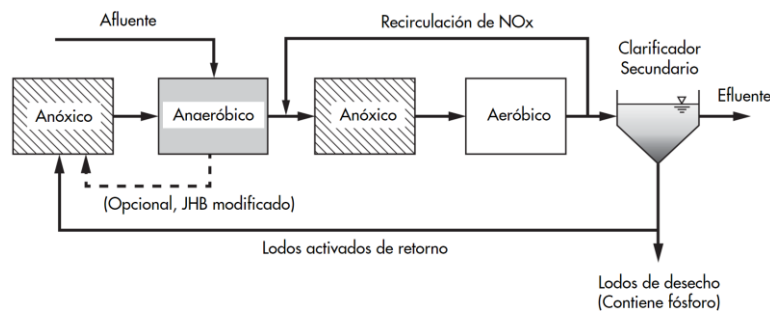 Afluente
Recirculación de NOx
Clarificador
Secundario
Anóxico
Anaeróbico
Anóxico
Aeróbico
Efluente
(Opcional, JHB modificado)
Lodos activados de retorno
Lodos de desecho
(Contiene fósforo)